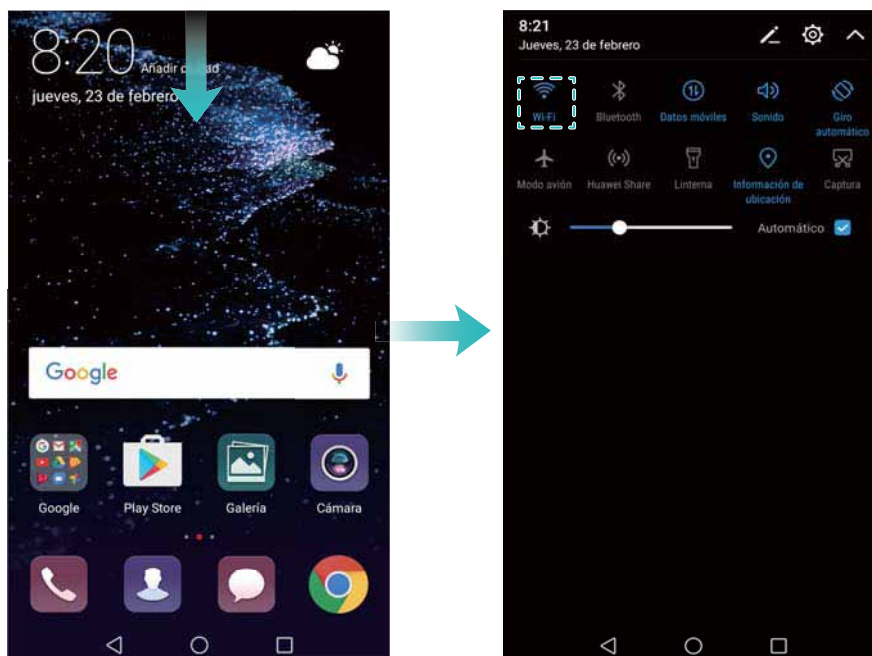 8:20
Añadir ciudad
jueves, 23 de febrero
Google
Google
Play Store
Galería
Cámara
8:21
Jueves, 23 de febrero
Wi-Fi
Bluetooth
Datos móviles
Sonido
Giro
automático
Modo avión
Huawei Share
Linterna
Información de
ubicación
Captura
Automático